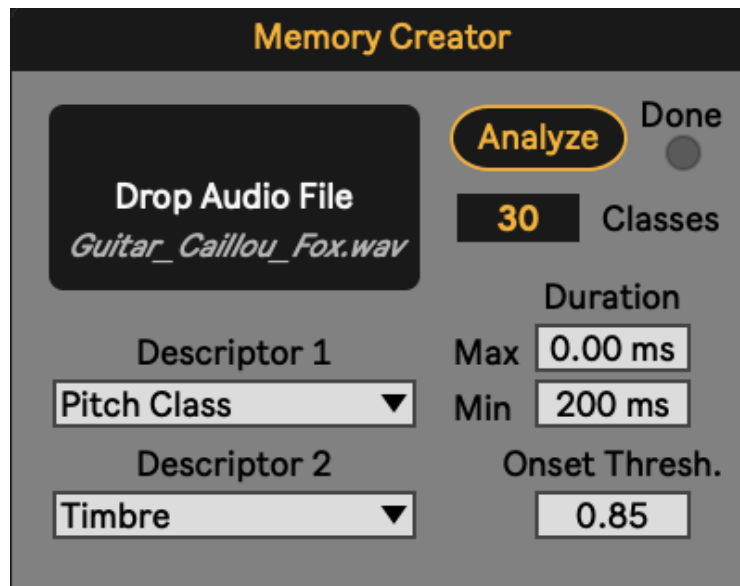 Memory Creator
Drop Audio File
Guitar_Caillou_Fox.wav
Analyze
Done
30 Classes
Duration
Max 0.00 ms
Min 200 ms
Descriptor 1
Pitch Class
Descriptor 2
Timbre
Onset Thresh.
0.85